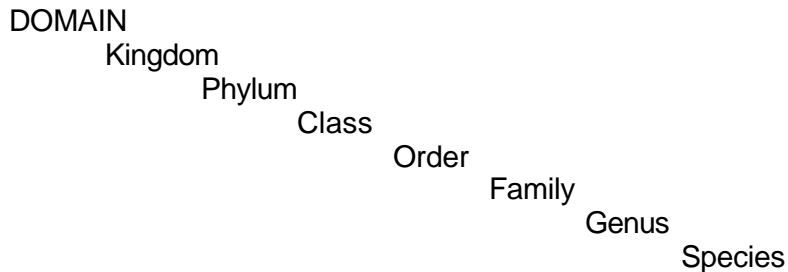 DOMAIN
Kingdom
Phylum
Class
Order
Family
Genus
Species